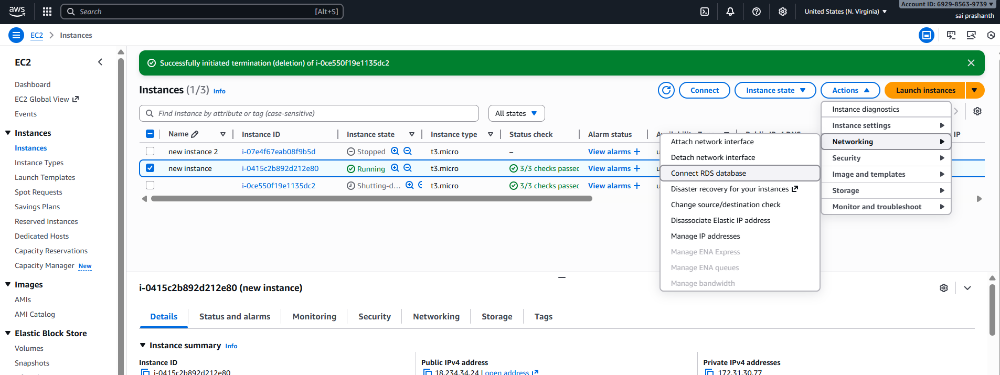 aws
Search
[Alt+S]
United States (N. Virginia)
Account ID: 6929-8563-9739
sai prashanth
EC2
Instances
EC2
Dashboard
EC2 Global View
Events
Instances
Instances
Instance Types
Launch Templates
Spot Requests
Savings Plans
Reserved Instances
Dedicated Hosts
Capacity Reservations
Capacity Manager New
Images
AMIs
AMI Catalog
Elastic Block Store
Volumes
Snapshots
Successfully initiated termination (deletion) of i-0ce550f19e1135dc2
Instances (1/3) Info
Connect
Instance state
Actions
Launch instances
Find Instance by attribute or tag (case-sensitive)
All states
Name Instance ID Instance state Instance type Status check Alarm status IP
new instance 2 i-07e4f67eab08f9b5d Stopped t3.micro – View alarms +
new instance i-0415c2b892d212e80 Running t3.micro 3/3 checks passec View alarms +
i-0ce550f19e1135dc2 Shutting-d... t3.micro 3/3 checks passec View alarms +
Instance diagnostics
Instance settings
Networking
Security
Image and templates
Storage
Monitor and troubleshoot
Attach network interface
Detach network interface
Connect RDS database
Disaster recovery for your instances
Change source/destination check
Disassociate Elastic IP address
Manage IP addresses
Manage ENA Express
Manage ENA queues
Manage bandwidth
i-0415c2b892d212e80 (new instance)
Details
Status and alarms
Monitoring
Security
Networking
Storage
Tags
Instance summary Info
Instance ID
i-0415c2b892d212e80
Public IPv4 address
18.234.34.24 | open address
Private IPv4 addresses
172.31.30.77